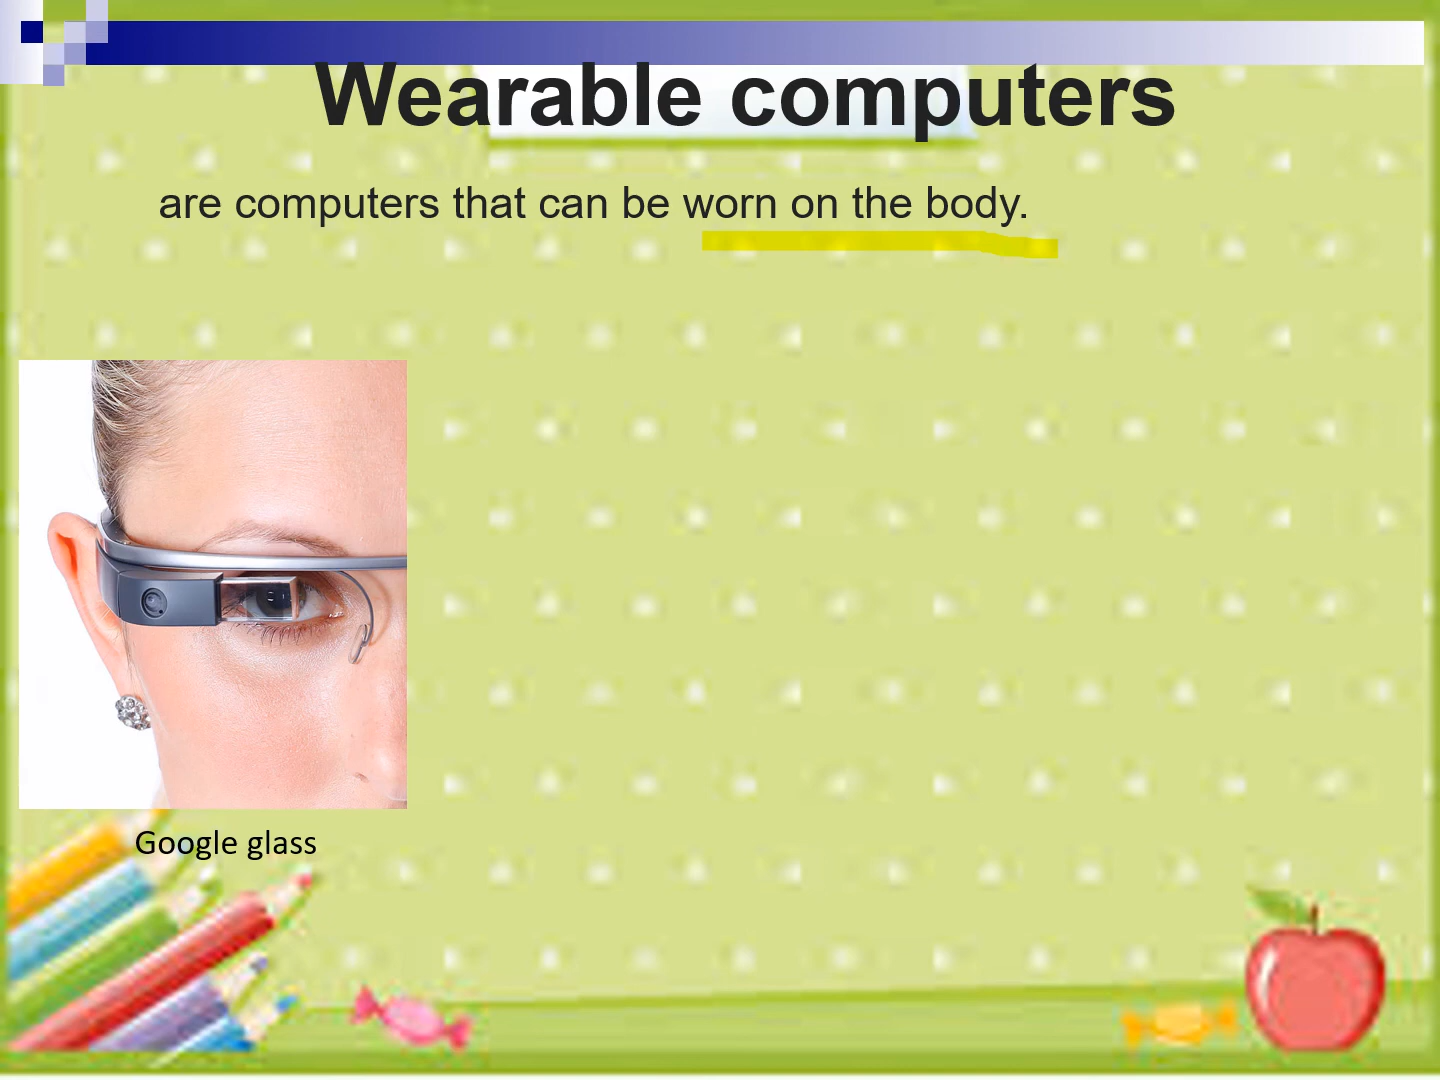 Wearable computers
are computers that can be worn on the body.
Google glass